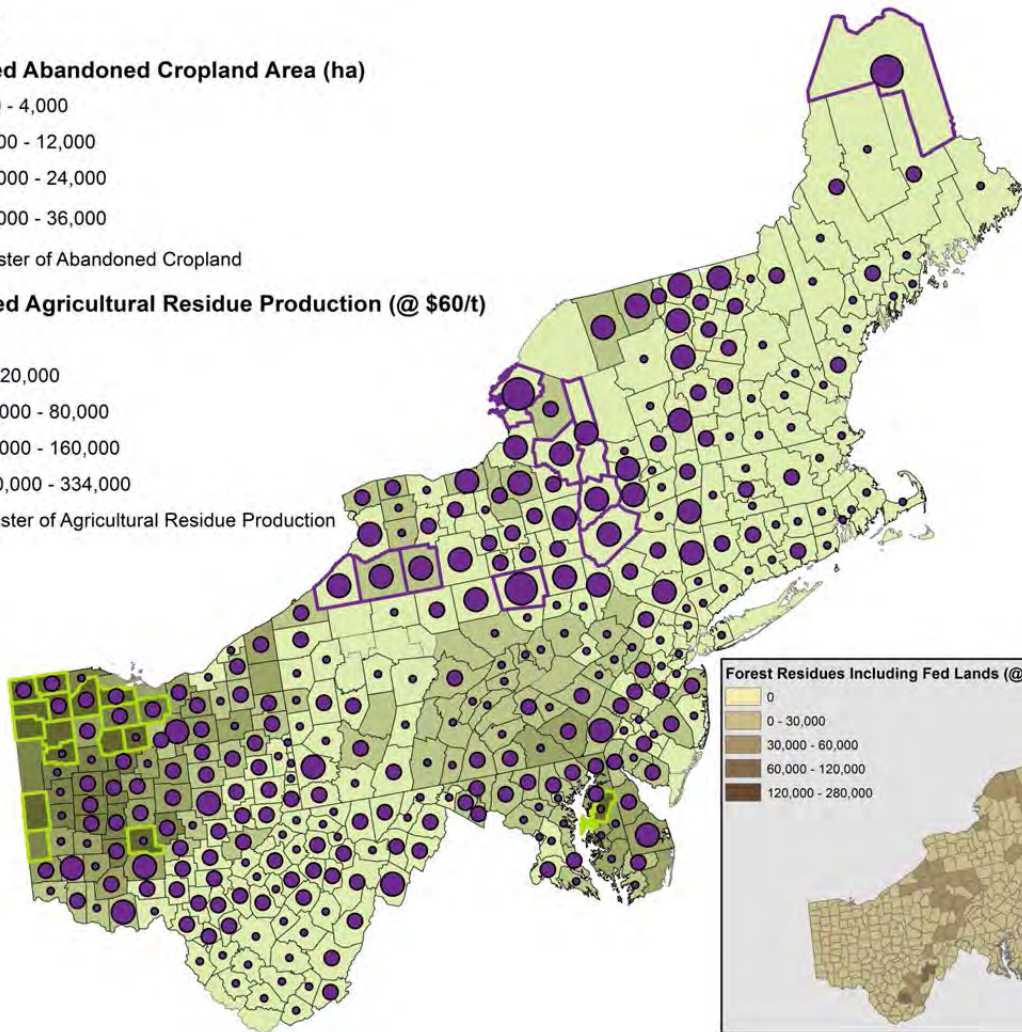 ed Abandoned Cropland Area (ha)
- 4,000
00 - 12,000
000 - 24,000
000 - 36,000
ster of Abandoned Cropland
ed Agricultural Residue Production (@ $60/t)
20,000
000 - 80,000
000 - 160,000
0,000 - 334,000
ster of Agricultural Residue Production
Forest Residues Including Fed Lands (@
0
0 - 30,000
30,000 - 60,000
60,000 - 120,000
120,000 - 280,000